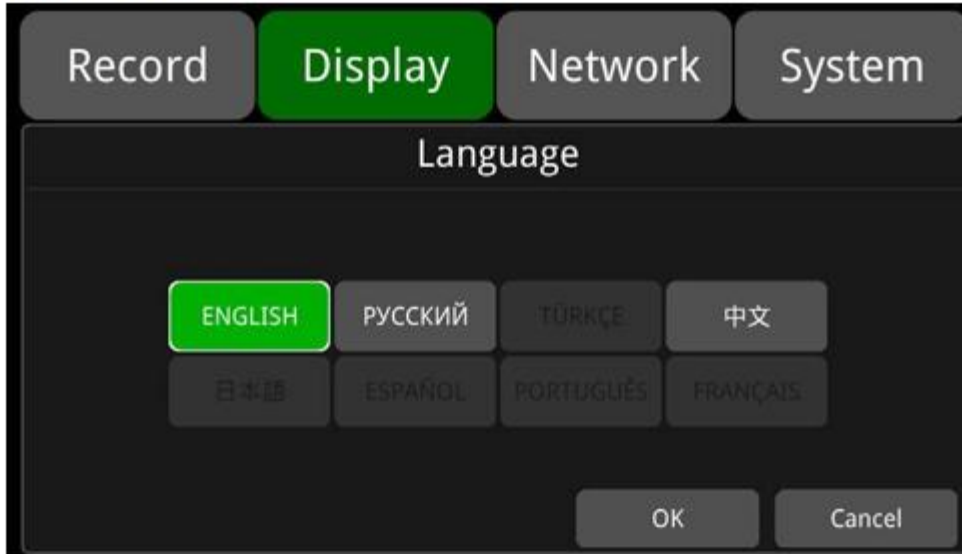 Record Display Network System
Language
ENGLISH РУССКИЙ TÜRKÇE 中文
日本語 ESPAÑOL PORTUGUÊS FRANÇAIS
OK Cancel